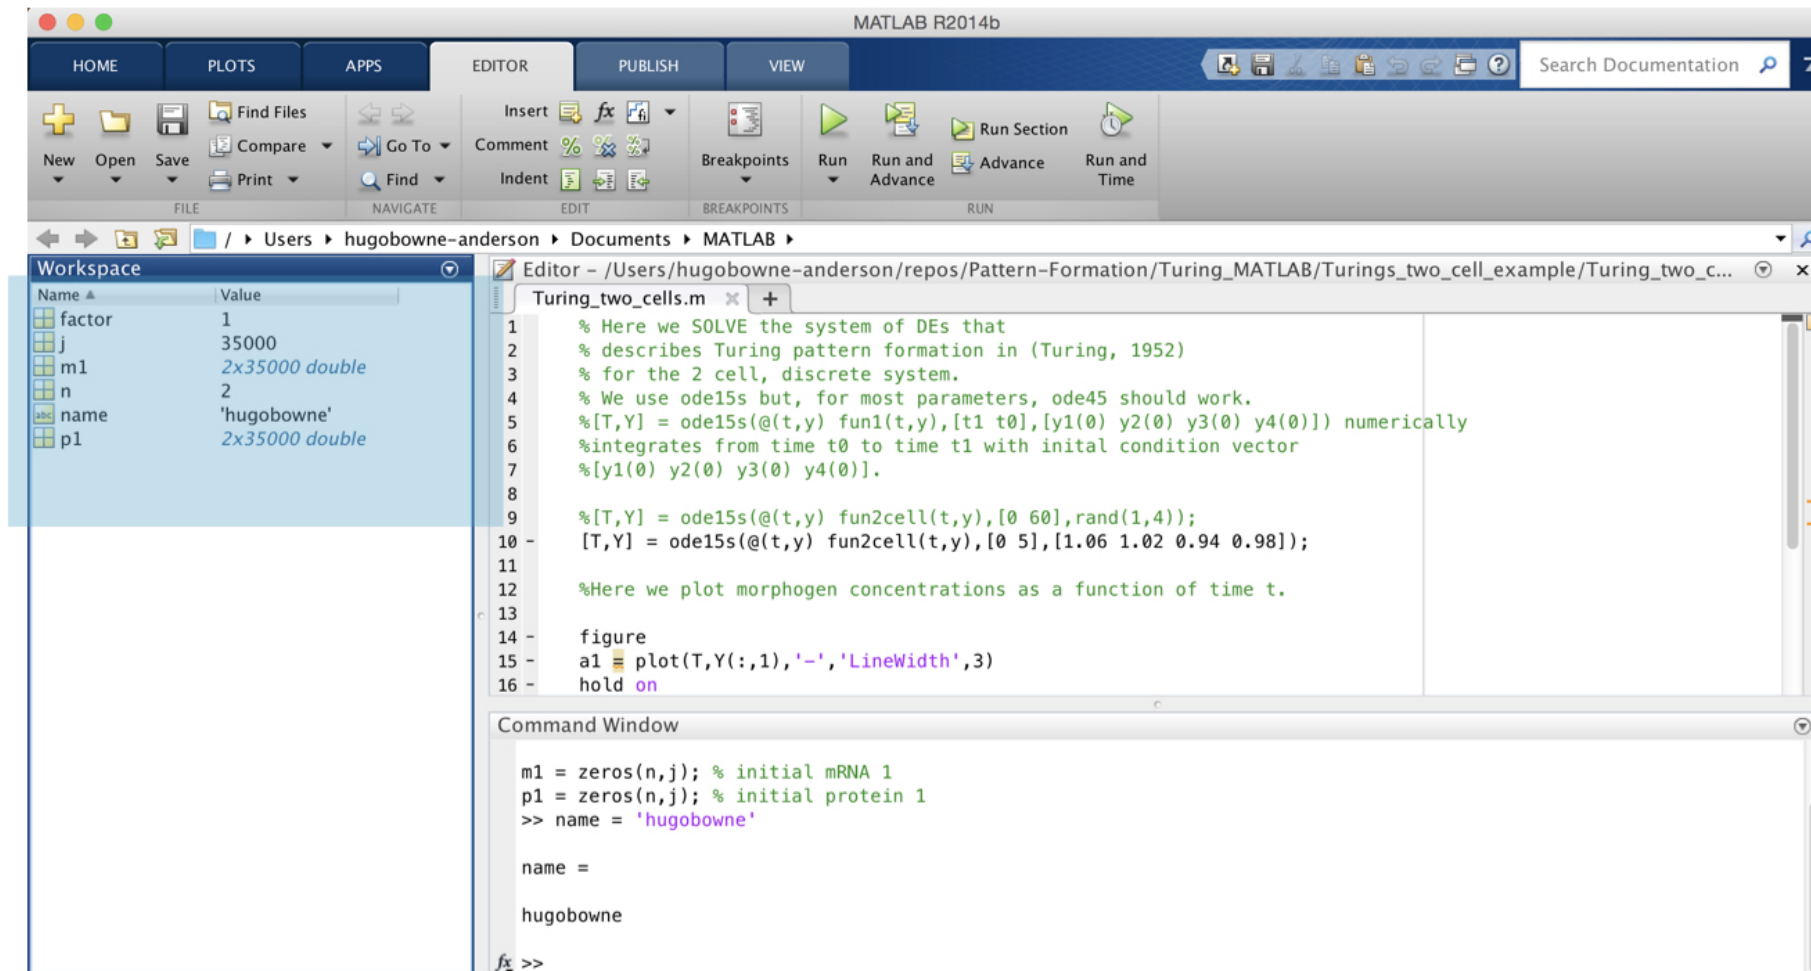 MATLAB R2014b
HOME PLOTS APPS EDITOR PUBLISH VIEW Search Documentation
New Open Save Find Files Compare Print
FILE
Go To Find
NAVIGATE
Insert fx fi
Comment % % %
Indent
EDIT
Breakpoints
BREAKPOINTS
Run Run and Advance Run Section Advance Run and Time
RUN
/ Users hugobowne-anderson Documents MATLAB
Workspace
Name Value
factor 1
j 35000
m1 2x35000 double
n 2
abc name 'hugobowne'
p1 2x35000 double
Editor - /Users/hugobowne-anderson/repos/Pattern-Formation/Turing_MATLAB/Turings_two_cell_example/Turing_two_c...
Turing_two_cells.m × +
1 % Here we SOLVE the system of DEs that
2 % describes Turing pattern formation in (Turing, 1952)
3 % for the 2 cell, discrete system.
4 % We use ode15s but, for most parameters, ode45 should work.
5 %[T,Y] = ode15s(@(t,y) fun1(t,y),[t1 t0],[y1(0) y2(0) y3(0) y4(0)]) numerically
6 %integrates from time t0 to time t1 with inital condition vector
7 %[y1(0) y2(0) y3(0) y4(0)].
8
9 %[T,Y] = ode15s(@(t,y) fun2cell(t,y),[0 60],rand(1,4));
10 - [T,Y] = ode15s(@(t,y) fun2cell(t,y),[0 5],[1.06 1.02 0.94 0.98]);
11
12 %Here we plot morphogen concentrations as a function of time t.
13
14 - figure
15 - a1 = plot(T,Y(:,1),'-','LineWidth',3)
16 - hold on
Command Window
m1 = zeros(n,j); % initial mRNA 1
p1 = zeros(n,j); % initial protein 1
>> name = 'hugobowne'
name =
hugobowne
fx >>